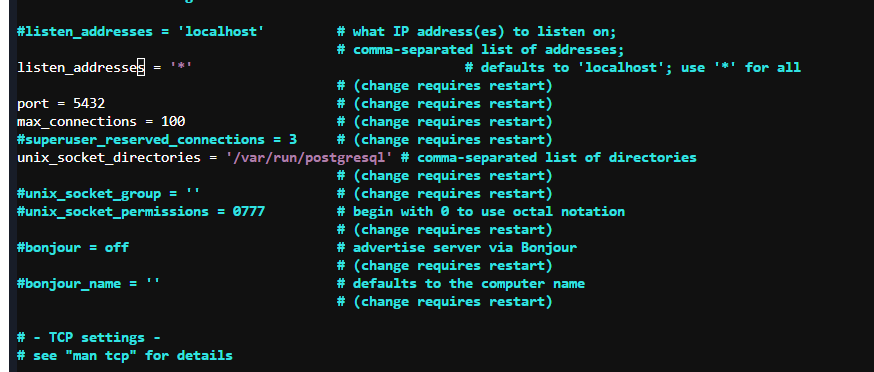 #listen_addresses = 'localhost'         # what IP address(es) to listen on;
                                        # comma-separated list of addresses;
listen_addresses = '*'                                  # defaults to 'localhost'; use '*' for all
                                        # (change requires restart)
port = 5432                             # (change requires restart)
max_connections = 100                   # (change requires restart)
#superuser_reserved_connections = 3     # (change requires restart)
unix_socket_directories = '/var/run/postgresql' # comma-separated list of directories
                                        # (change requires restart)
#unix_socket_group = ''                 # (change requires restart)
#unix_socket_permissions = 0777         # begin with 0 to use octal notation
                                        # (change requires restart)
#bonjour = off                          # advertise server via Bonjour
                                        # (change requires restart)
#bonjour_name = ''                      # defaults to the computer name
                                        # (change requires restart)
# - TCP settings -
# see "man tcp" for details